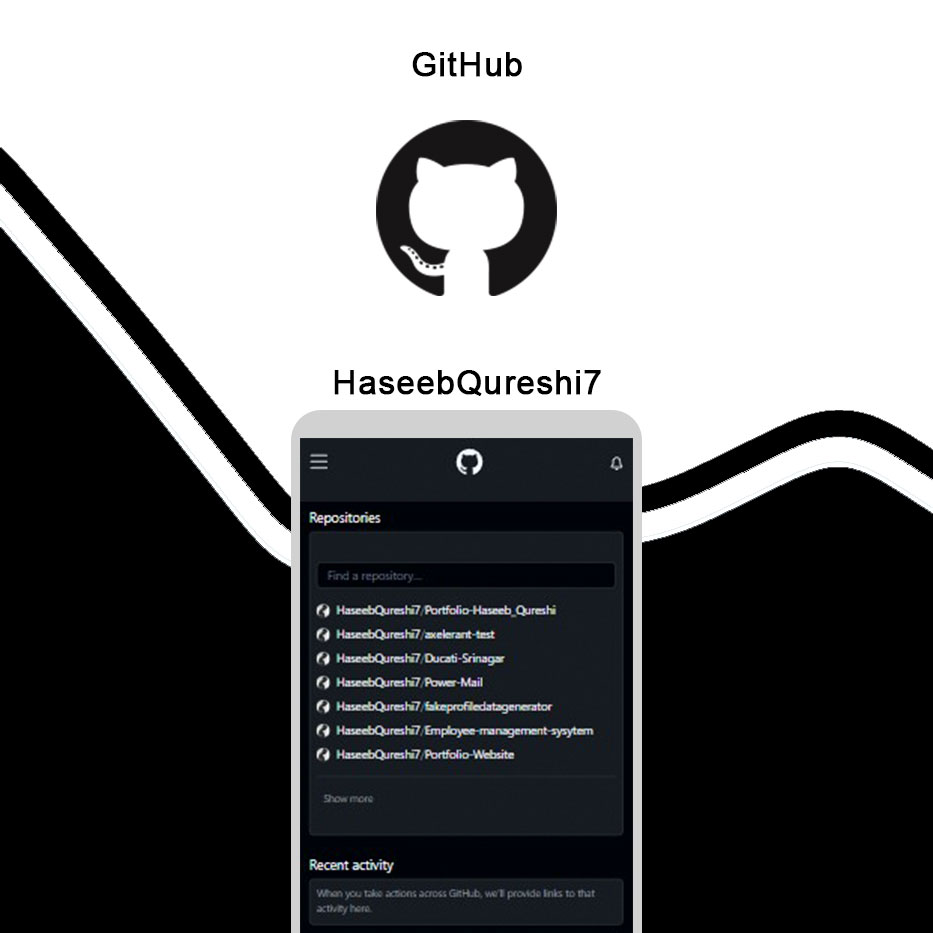 GitHub
HaseebQureshi7
Repositories
Find a repository...
HaseebQureshi7/Portfolio-Haseeb_Qureshi
HaseebQureshi7/axelerant-test
HaseebQureshi7/Ducati-Srinagar
HaseebQureshi7/Power-Mail
HaseebQureshi7/fakeprofiledatagenerator
HaseebQureshi7/Employee-management-sysytem
HaseebQureshi7/Portfolio-Website
Show more
Recent activity
When you take actions across GitHub, we'll provide links to that
activity here.